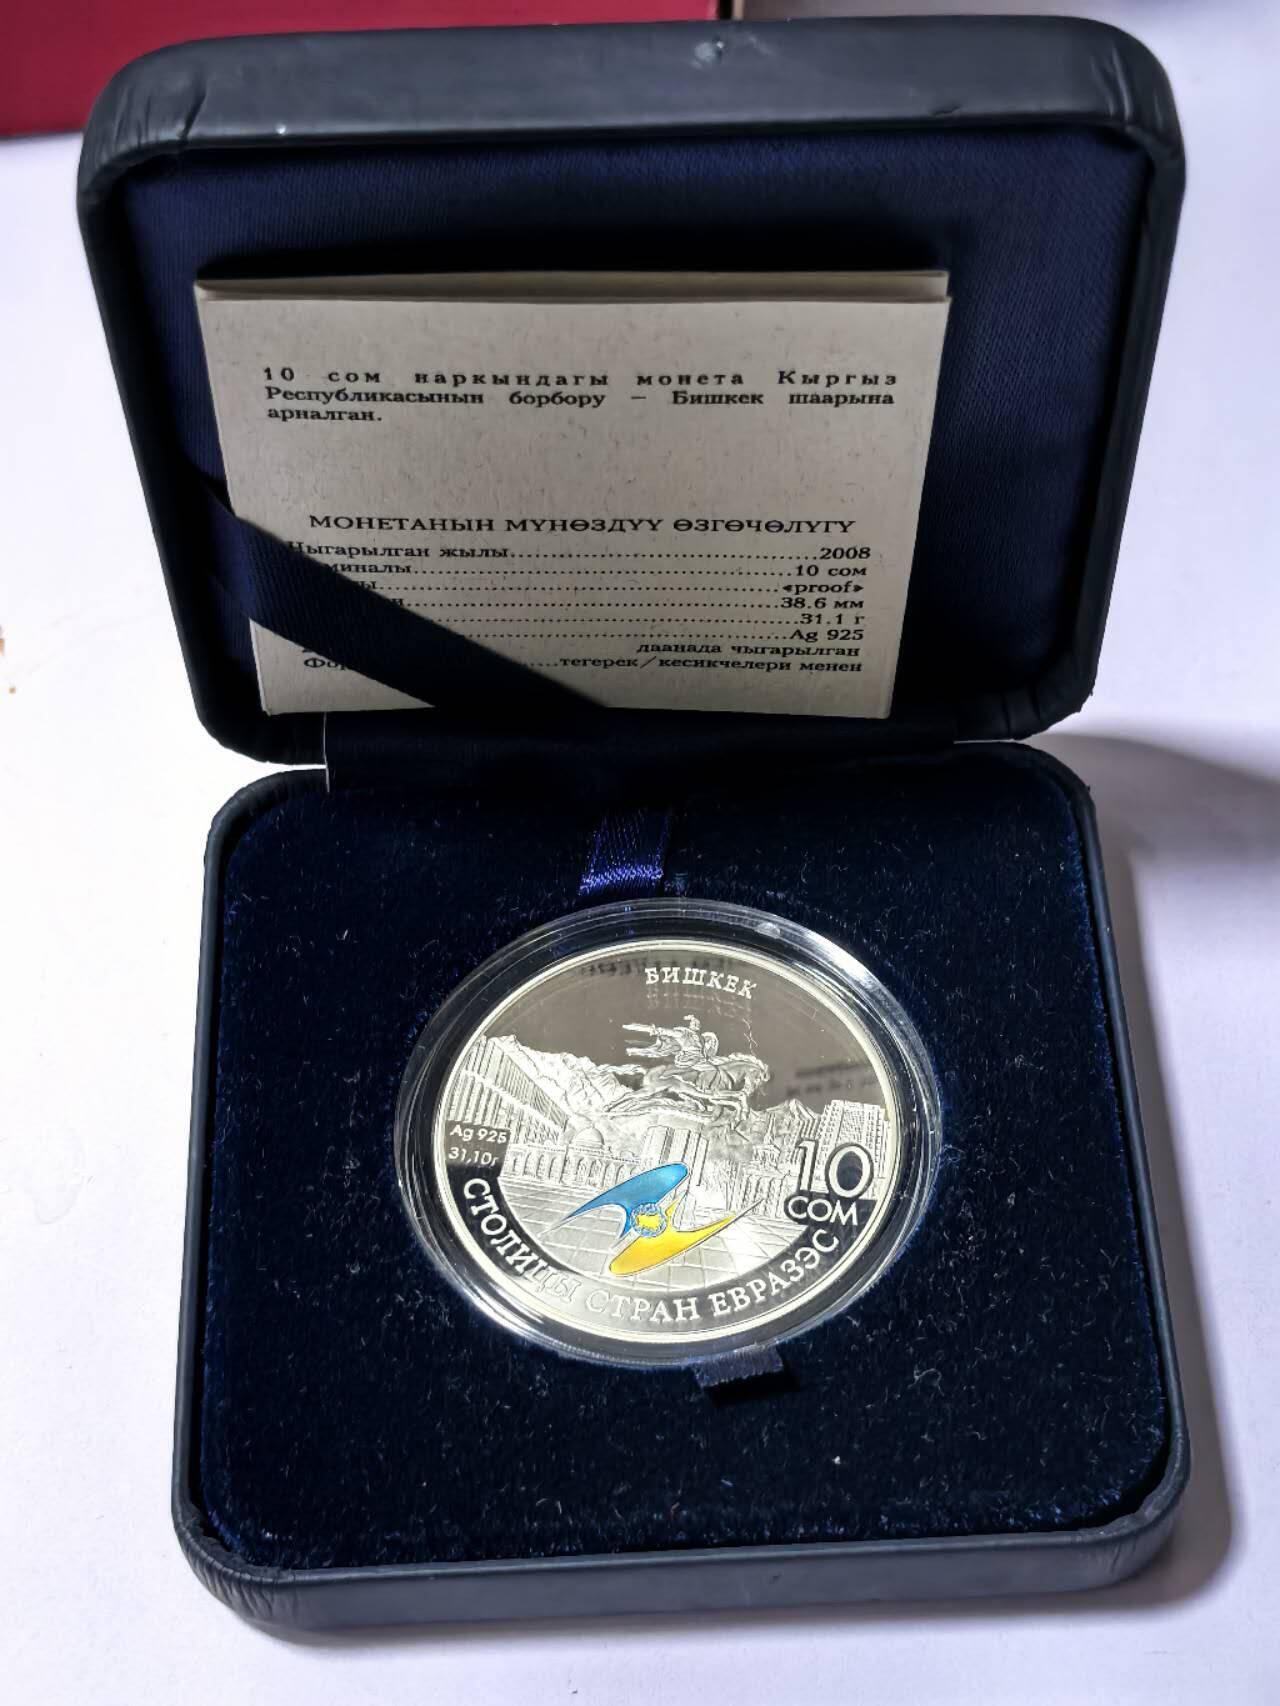 10 сом наркындагы монета Кыргыз
Республикасынын борбору — Бишкек шаарына
арналган.
МОНЕТАНЫН МҮНӨЗДҮҮ ӨЗГӨЧӨЛҮГҮ
Чыгарылган жылы...2008
...10 сом
...«proof»
...38.6 мм
...31.1 г
...Ag 925
даанада чыгарылган
...тегерек/кесикчелери менен
БИШКЕК
Ag 925
31,10г
10
СОМ
СТОЛИЦЫ СТРАН ЕВРАЗЭС